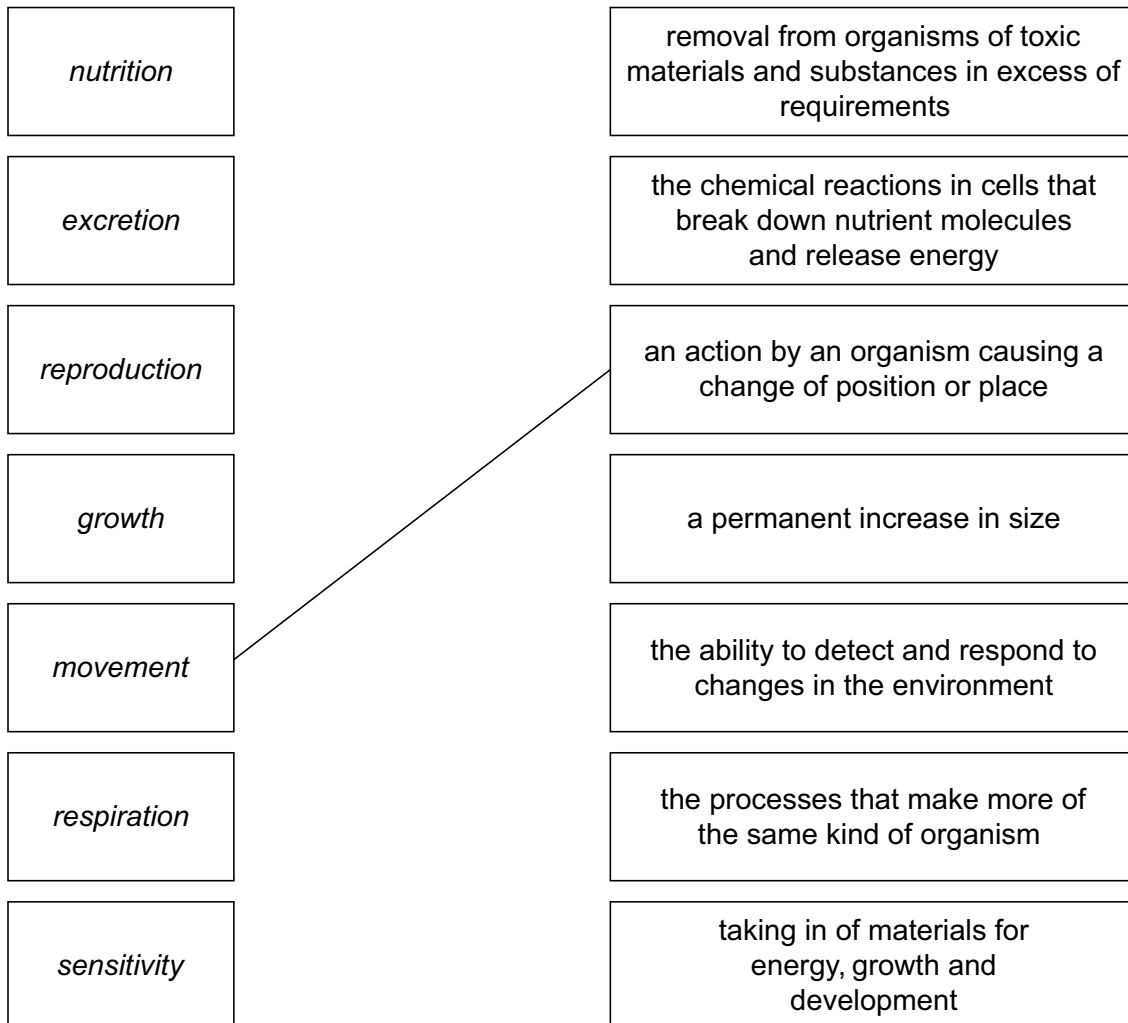 nutrition
removal from organisms of toxic
materials and substances in excess of
requirements
excretion
the chemical reactions in cells that
break down nutrient molecules
and release energy
reproduction
an action by an organism causing a
change of position or place
growth
a permanent increase in size
movement
the ability to detect and respond to
changes in the environment
respiration
the processes that make more of
the same kind of organism
sensitivity
taking in of materials for
energy, growth and
development